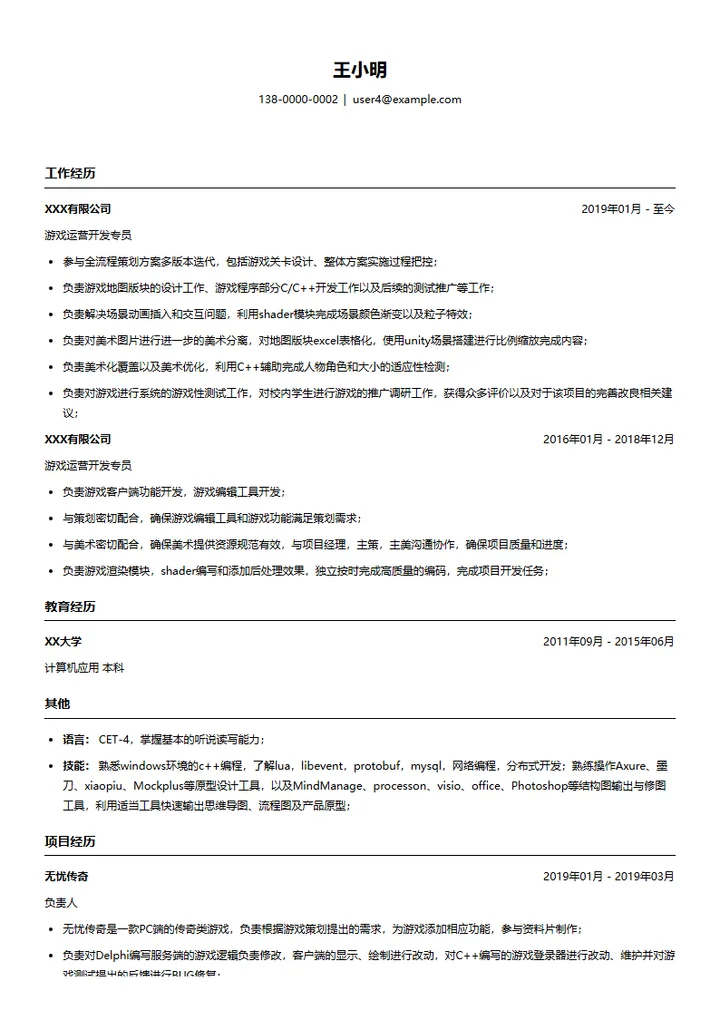 王小明
138-0000-0002 | user4@example.com
工作经历
XXX有限公司 2019年01月 - 至今
游戏运营开发专员
• 参与全流程策划方案多版本迭代，包括游戏关卡设计、整体方案实施过程把控；
• 负责游戏地图版块的设计工作、游戏程序部分C/C++开发工作以及后续的测试推广等工作；
• 负责解决场景动画插入和交互问题，利用shader模块完成场景颜色渐变以及粒子特效；
• 负责对美术图片进行进一步的美术分离，对地图版块excel表格化，使用unity场景搭建进行比例缩放完成内容；
• 负责美术化覆盖以及美术优化，利用C++辅助完成人物角色和大小的适应性检测；
• 负责对游戏进行系统的游戏性测试工作，对校内学生进行游戏的推广调研工作，获得众多评价以及对于该项目的完善改良相关建
议；
XXX有限公司 2016年01月 - 2018年12月
游戏运营开发专员
• 负责游戏客户端功能开发，游戏编辑工具开发；
• 与策划密切配合，确保游戏编辑工具和游戏功能满足策划需求；
• 与美术密切配合，确保美术提供资源规范有效，与项目经理，主策，主美沟通协作，确保项目质量和进度；
• 负责游戏渲染模块，shader编写和添加后处理效果，独立按时完成高质量的编码，完成项目开发任务；
教育经历
XX大学 2011年09月 - 2015年06月
计算机应用 本科
其他
• 语言： CET-4，掌握基本的听说读写能力；
• 技能： 熟悉windows环境的c++编程，了解lua，libevent，protobuf，mysql，网络编程，分布式开发；熟练操作Axure、墨
刀、xiaopiu、Mockplus等原型设计工具，以及MindManage、processon、visio、office、Photoshop等结构图输出与修图
工具，利用适当工具快速输出思维导图、流程图及产品原型；
项目经历
无忧传奇 2019年01月 - 2019年03月
负责人
• 无忧传奇是一款PC端的传奇类游戏，负责根据游戏策划提出的需求，为游戏添加相应功能，参与资料片制作；
• 负责对Delphi编写服务端的游戏逻辑负责修改，客户端的显示、绘制进行改动，对C++编写的游戏登录器进行改动、维护并对游
戏测试提出的反馈进行BUG修复；